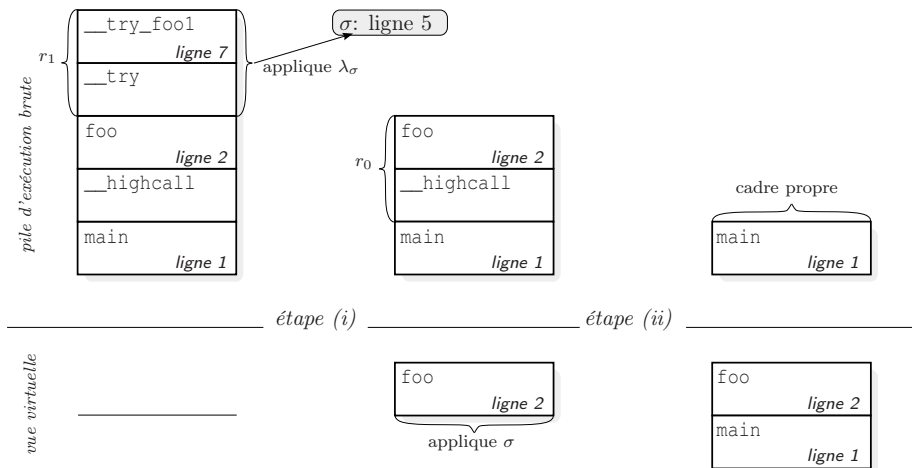 __try_foo1
ligne 7
__try
r1
applique λσ
σ: ligne 5
foo
ligne 2
__highcall
main
ligne 1
pile d'exécution brute
foo
ligne 2
r0
__highcall
main
ligne 1
cadre propre
main
ligne 1
étape (i)
étape (ii)
vue virtuelle
foo
ligne 2
applique σ
foo
ligne 2
main
ligne 1